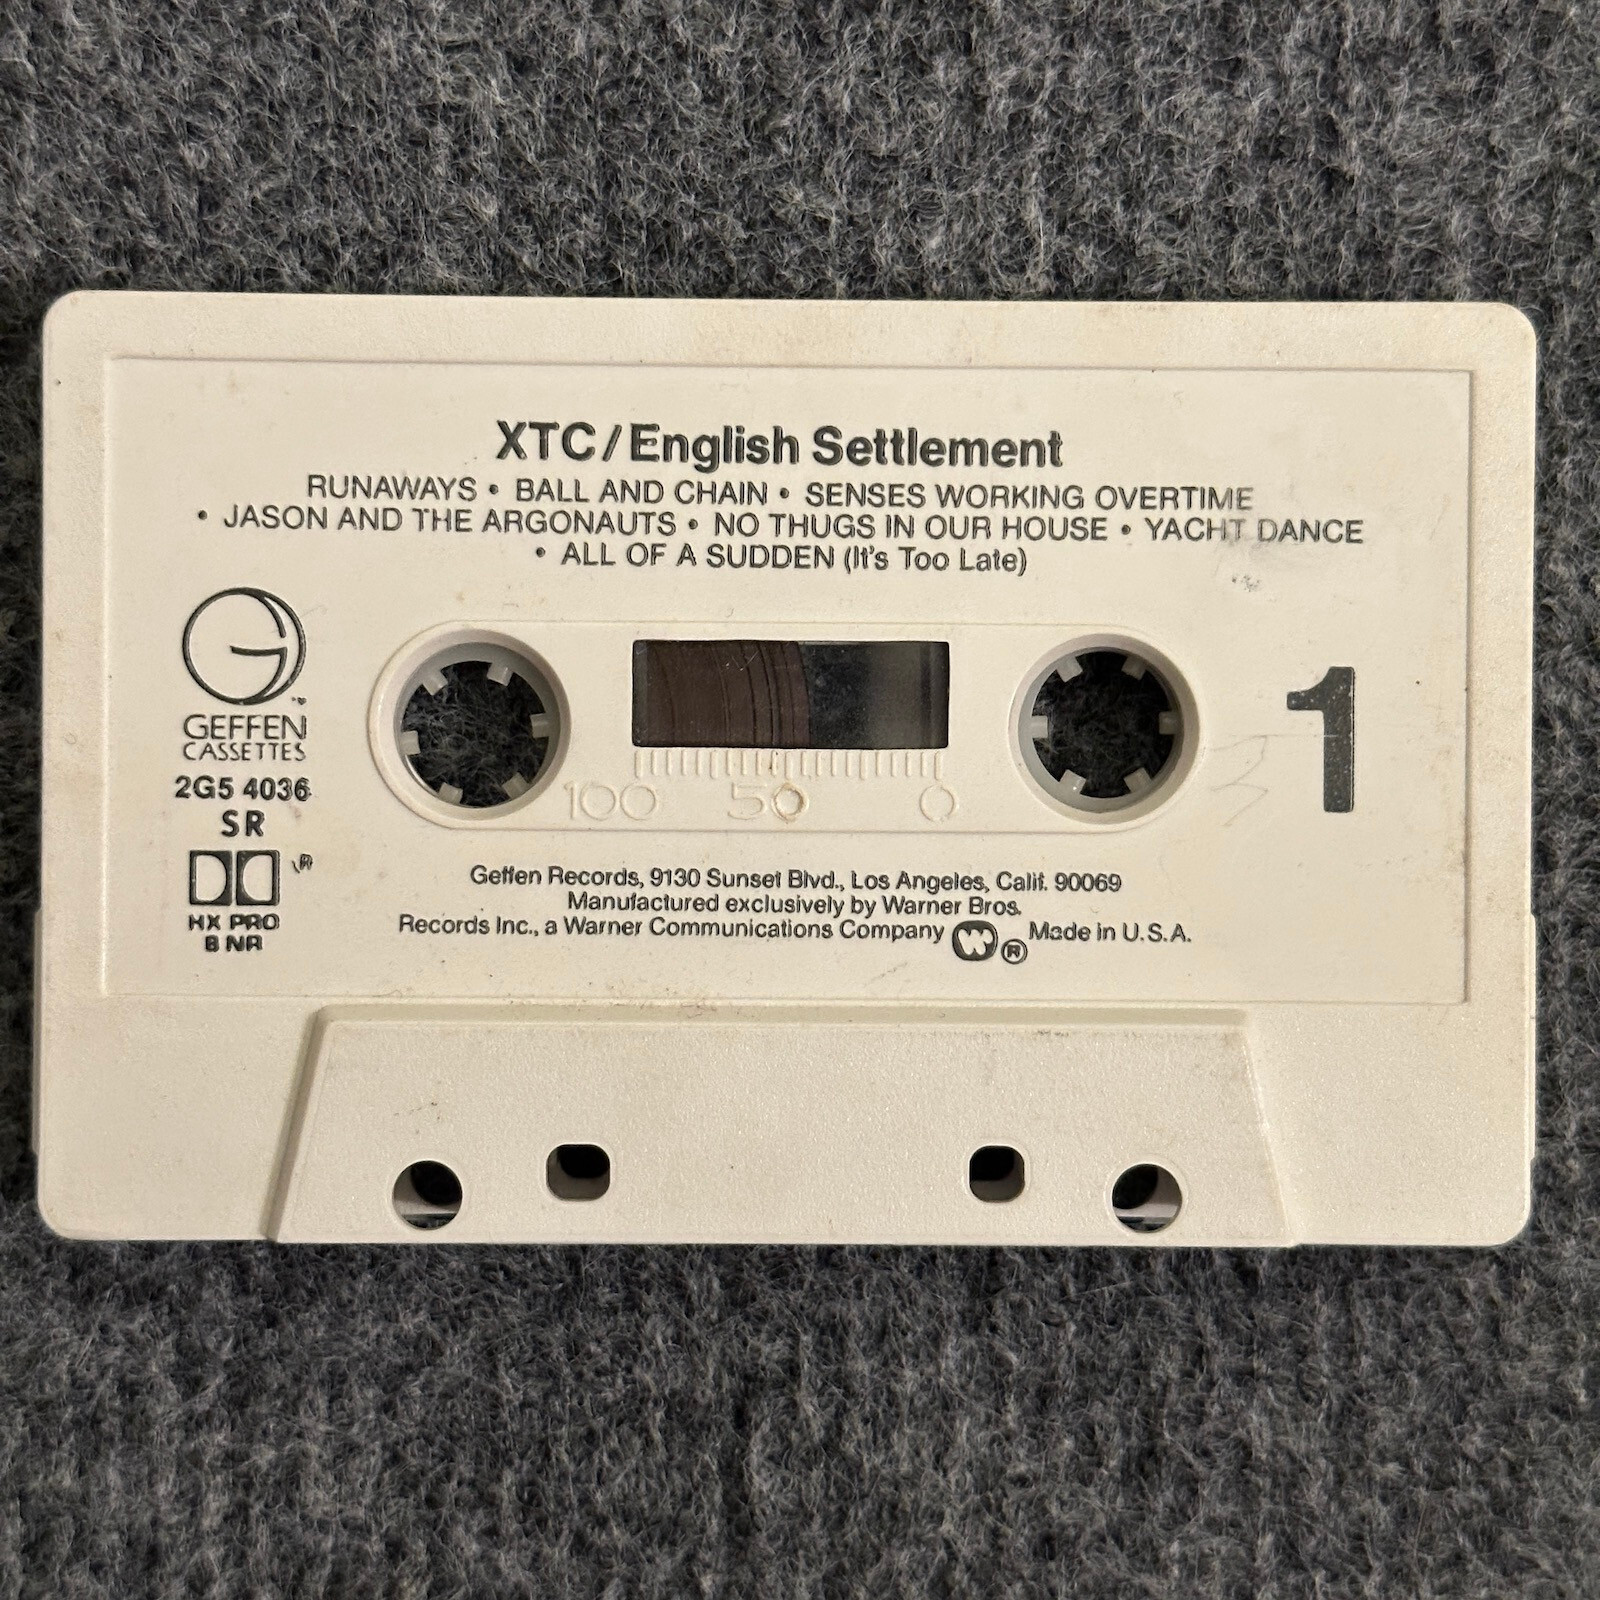 XTC/English Settlement
RUNAWAYS • BALL AND CHAIN • SENSES WORKING OVERTIME
• JASON AND THE ARGONAUTS • NO THUGS IN OUR HOUSE • YACHT DANCE
• ALL OF A SUDDEN (It's Too Late)
G
GEFFEN
CASSETTES
2G5 4036
SR
®
HX PRO
B NR
100 50 0
1
Geffen Records, 9130 Sunset Blvd., Los Angeles, Calif. 90069
Manufactured exclusively by Warner Bros.
Records Inc., a Warner Communications Company W ® Made in U.S.A.